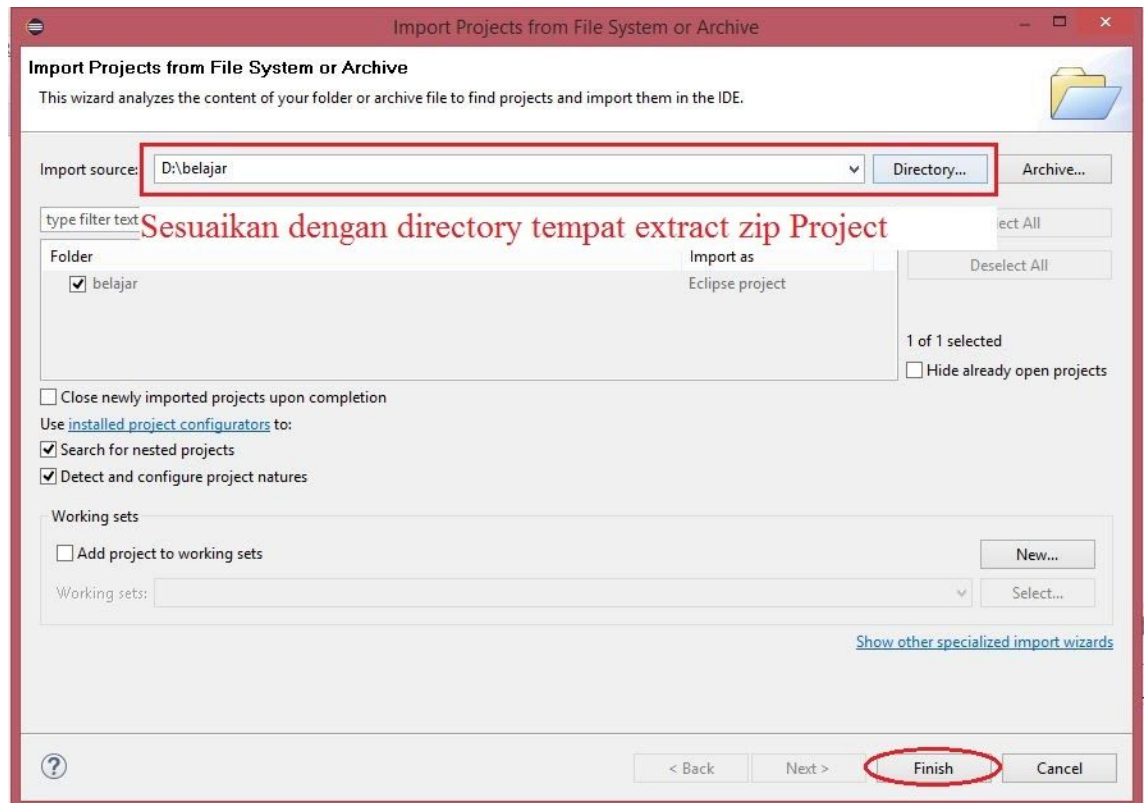 Import Projects from File System or Archive
Import Projects from File System or Archive
This wizard analyzes the content of your folder or archive file to find projects and import them in the IDE.
Import source: D:\belajar Directory... Archive...
type filter text
Sesuaikan dengan directory tempat extract zip Project
All
Folder Import as
Deselect All
belajar Eclipse project
1 of 1 selected
Hide already open projects
Close newly imported projects upon completion
Use installed project configurators to:
Search for nested projects
Detect and configure project natures
Working sets
Add project to working sets New...
Working sets: Select...
Show other specialized import wizards
? < Back Next > Finish Cancel